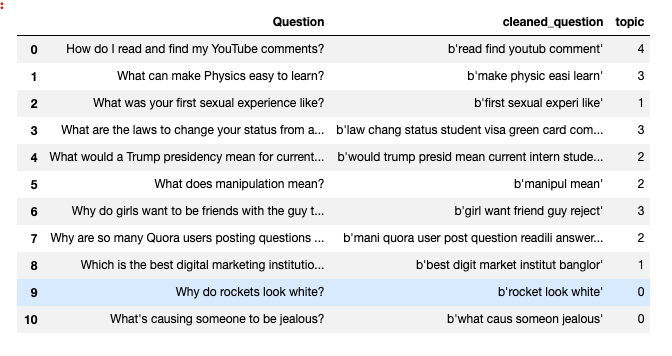 Question cleaned_question topic
0 How do I read and find my YouTube comments? b'read find youtub comment' 4
1 What can make Physics easy to learn? b'make physic easi learn' 3
2 What was your first sexual experience like? b'first sexual experi like' 1
3 What are the laws to change your status from a... b'law chang status student visa green card com... 3
4 What would a Trump presidency mean for current... b'would trump presid mean current intern stude... 2
5 What does manipulation mean? b'manipul mean' 2
6 Why do girls want to be friends with the guy t... b'girl want friend guy reject' 3
7 Why are so many Quora users posting questions ... b'mani quora user post question readili answer... 2
8 Which is the best digital marketing institutio... b'best digit market institut banglor' 1
9 Why do rockets look white? b'rocket look white' 0
10 What's causing someone to be jealous? b'what caus someon jealous' 0